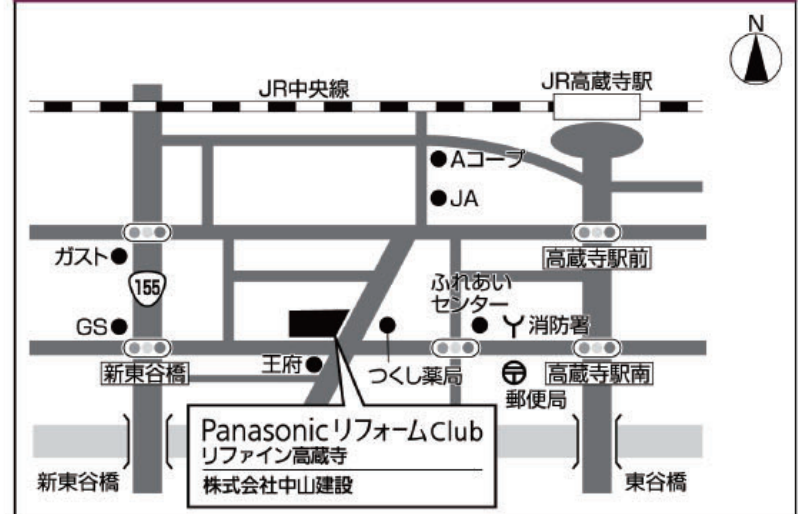 N
JR中央線
JR高蔵寺駅
Aコープ
JA
ガスト
高蔵寺駅前
155
ふれあい
センター
GS
消防署
新東谷橋
王府
つくし薬局
高蔵寺駅南
郵便局
Panasonic リフォームClub
リファイン高蔵寺
株式会社中山建設
新東谷橋
東谷橋